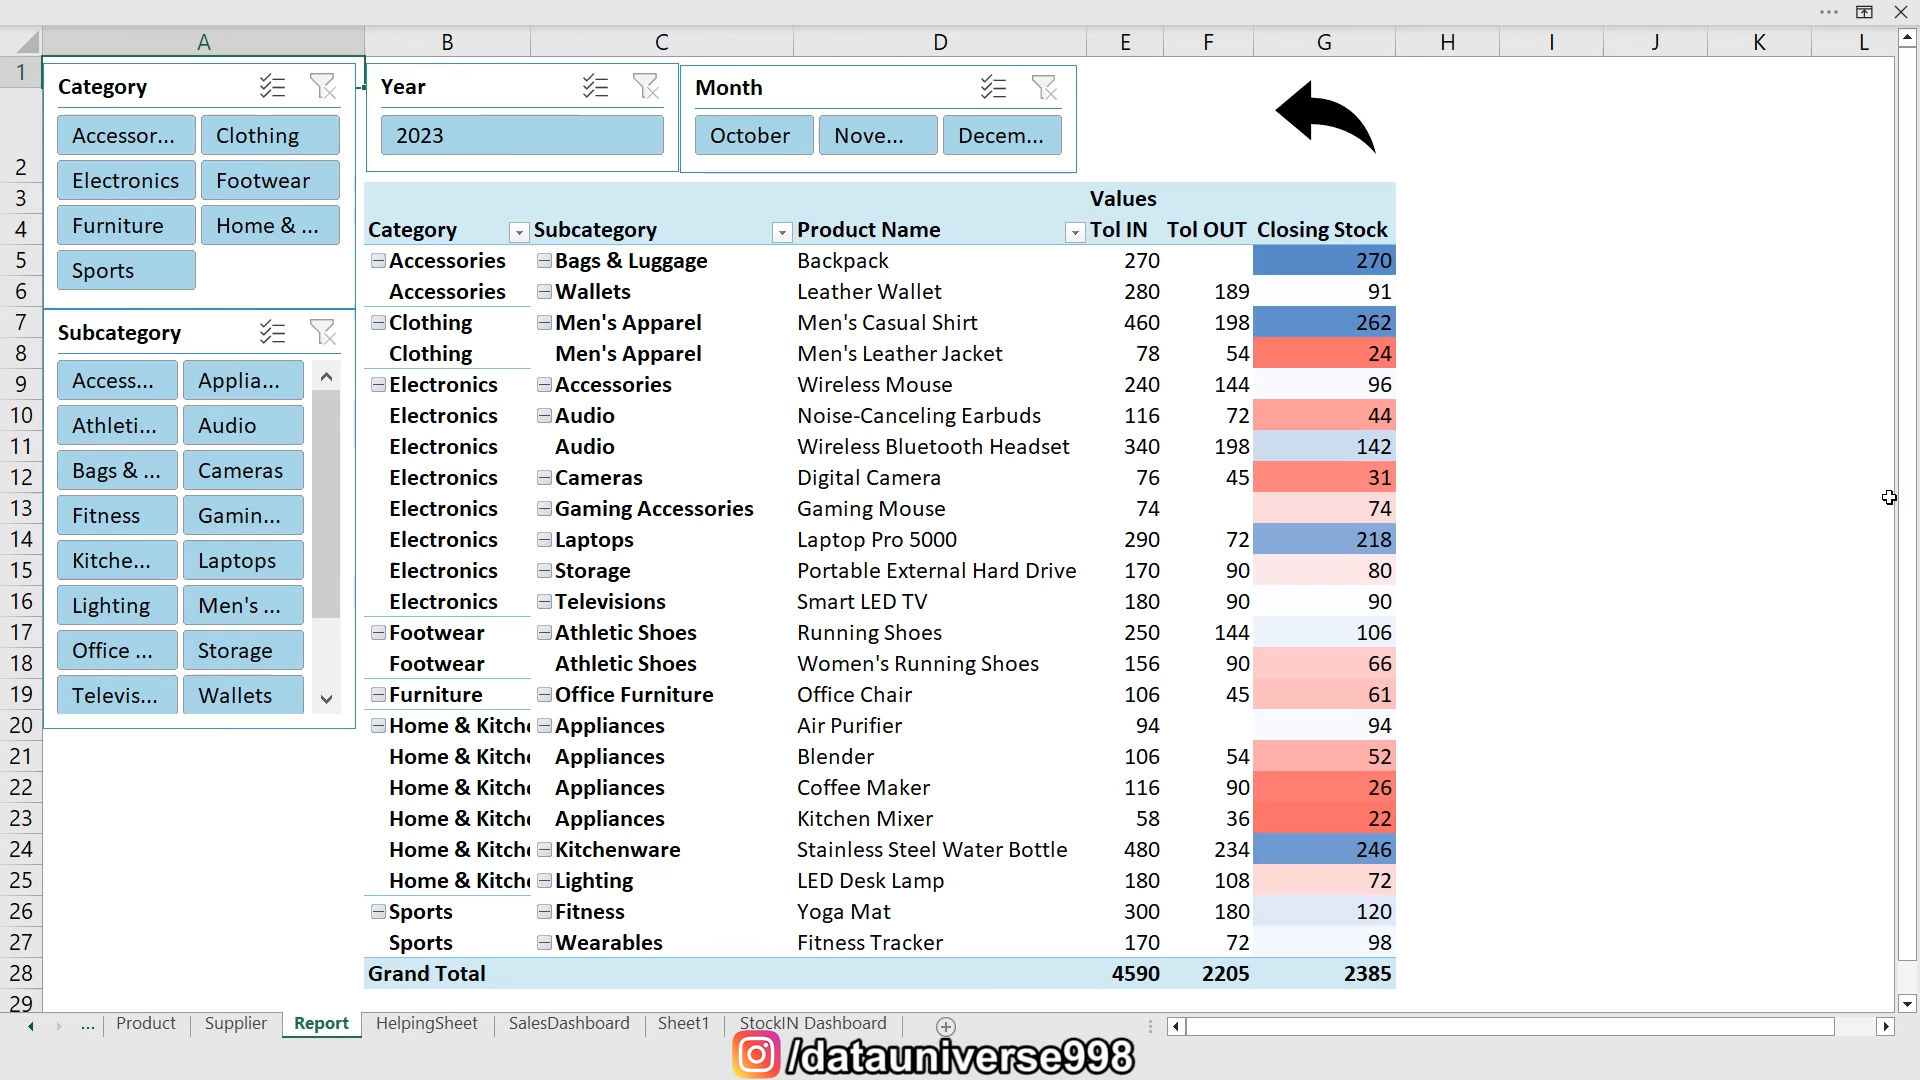 A B C D E F G H I J K L
1
Category
Accessor... Clothing
Electronics Footwear
Furniture Home & ...
Sports
Year
2023
Month
October Nove... Decem...
2
3 Values
4 Category Subcategory Product Name Tol IN Tol OUT Closing Stock
5 Accessories Bags & Luggage Backpack 270 270
6 Accessories Wallets Leather Wallet 280 189 91
7 Clothing Men's Apparel Men's Casual Shirt 460 198 262
8 Clothing Men's Apparel Men's Leather Jacket 78 54 24
9 Electronics Accessories Wireless Mouse 240 144 96
10 Electronics Audio Noise-Canceling Earbuds 116 72 44
11 Electronics Audio Wireless Bluetooth Headset 340 198 142
12 Electronics Cameras Digital Camera 76 45 31
13 Electronics Gaming Accessories Gaming Mouse 74 74
14 Electronics Laptops Laptop Pro 5000 290 72 218
15 Electronics Storage Portable External Hard Drive 170 90 80
16 Electronics Televisions Smart LED TV 180 90 90
17 Footwear Athletic Shoes Running Shoes 250 144 106
18 Footwear Athletic Shoes Women's Running Shoes 156 90 66
19 Furniture Office Furniture Office Chair 106 45 61
20 Home & Kitche Appliances Air Purifier 94 94
21 Home & Kitche Appliances Blender 106 54 52
22 Home & Kitche Appliances Coffee Maker 116 90 26
23 Home & Kitche Appliances Kitchen Mixer 58 36 22
24 Home & Kitche Kitchenware Stainless Steel Water Bottle 480 234 246
25 Home & Kitche Lighting LED Desk Lamp 180 108 72
26 Sports Fitness Yoga Mat 300 180 120
27 Sports Wearables Fitness Tracker 170 72 98
28 Grand Total 4590 2205 2385
29
Subcategory
Access... Applia...
Athleti... Audio
Bags & ... Cameras
Fitness Gamin...
Kitche... Laptops
Lighting Men's ...
Office ... Storage
Televis... Wallets
... Product Supplier Report HelpingSheet SalesDashboard Sheet1 StockIN Dashboard
/datauniverse998